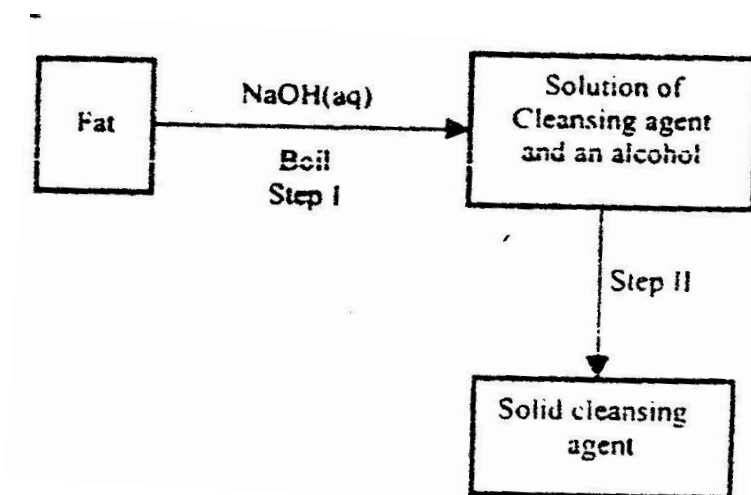 Fat
NaOH(aq)
Boil
Step I
Solution of
Cleansing agent
and an alcohol
Step II
Solid cleansing
agent